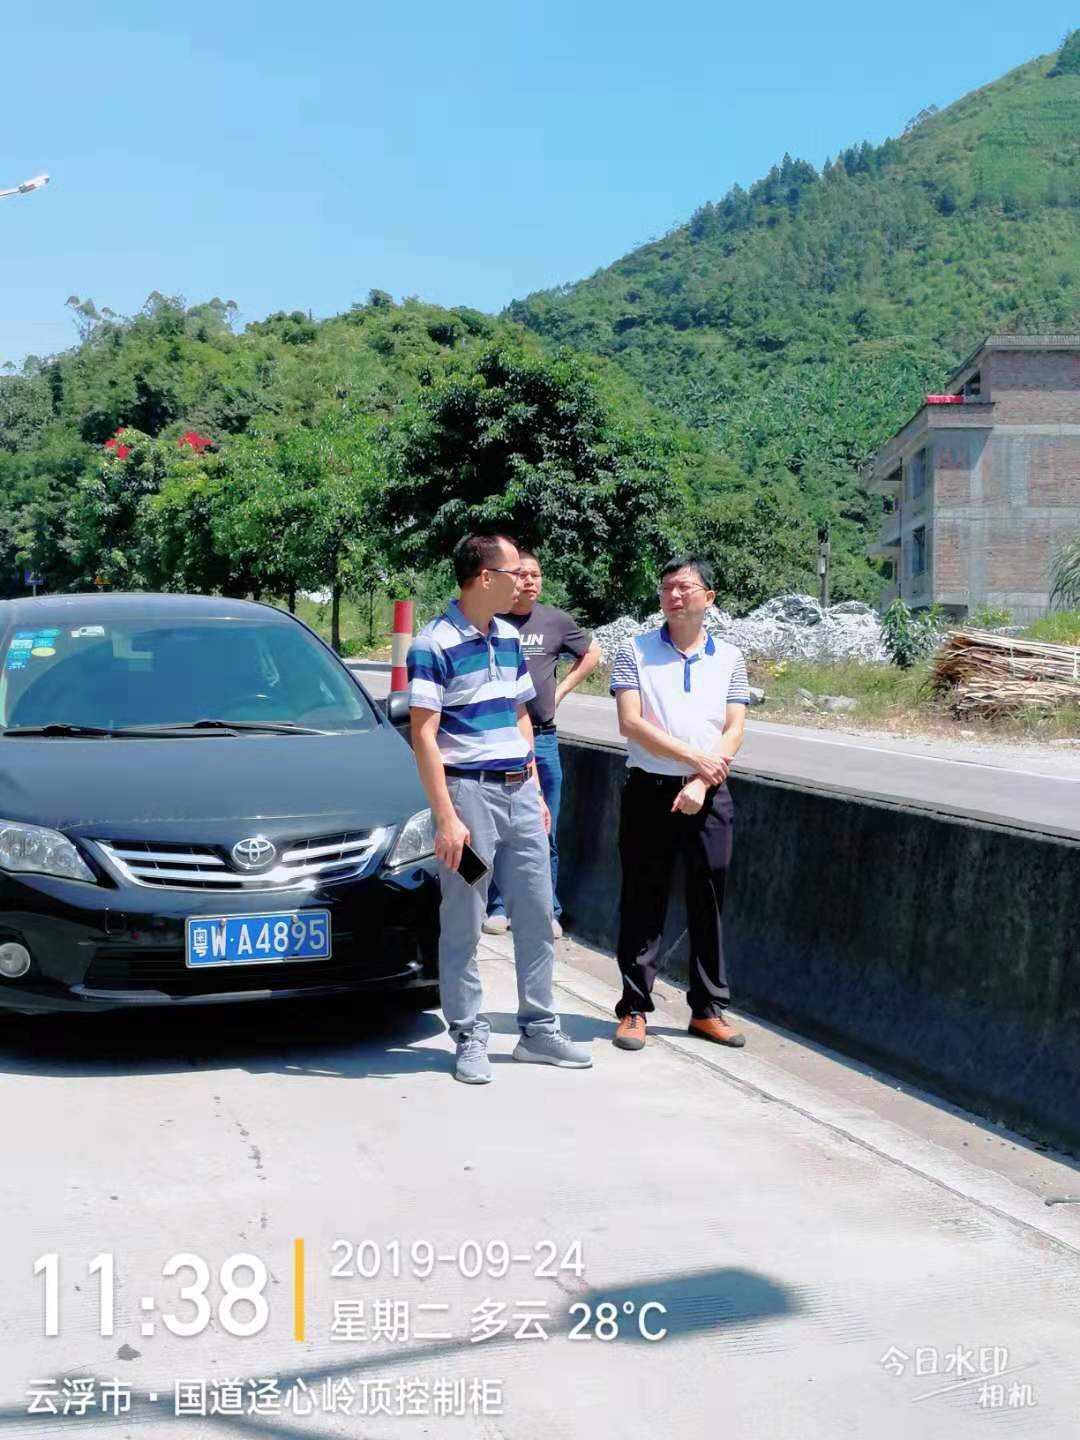 UN
粤W·A4895
11:38
2019-09-24
星期二 多云 28°C
云浮市·国道迳心岭顶控制柜
今日水印
相机